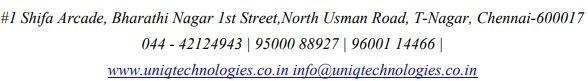 #1 Shifa Arcade, Bharathi Nagar 1st Street,North Usman Road, T-Nagar, Chennai-600017
044 - 42124943 | 95000 88927 | 96001 14466 |
www.uniqtechnologies.co.in info@uniqtechnologies.co.in